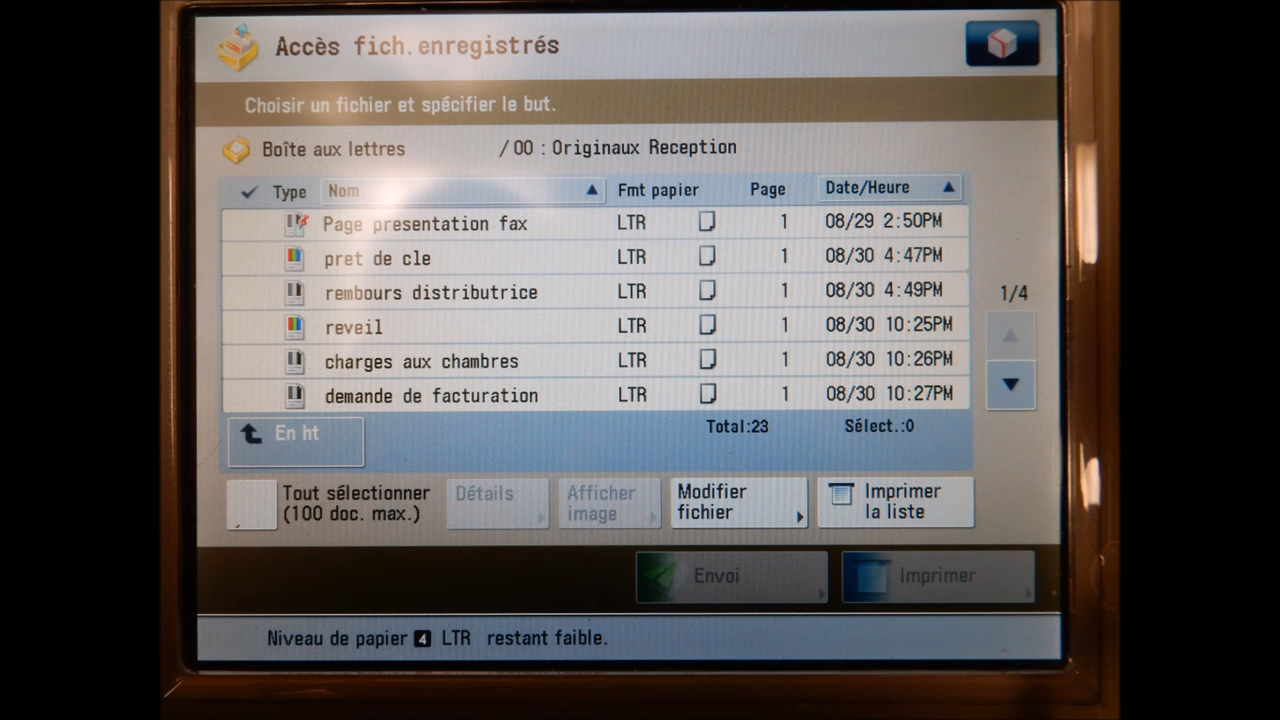 Accès fich.enregistrés
Choisir un fichier et spécifier le but.
Boîte aux lettres /00 : Originaux Reception
Type Nom Fmt papier Page Date/Heure
Page presentation fax LTR 1 08/29 2:50PM
pret de cle LTR 1 08/30 4:47PM
rembours distributrice LTR 1 08/30 4:49PM
reveil LTR 1 08/30 10:25PM
charges aux chambres LTR 1 08/30 10:26PM
demande de facturation LTR 1 08/30 10:27PM
1/4
En ht
Total:23 Sélect.:0
Tout sélectionner
(100 doc. max.)
Détails
Afficher
image
Modifier
fichier
Imprimer
la liste
Envoi
Imprimer
Niveau de papier 4 LTR restant faible.